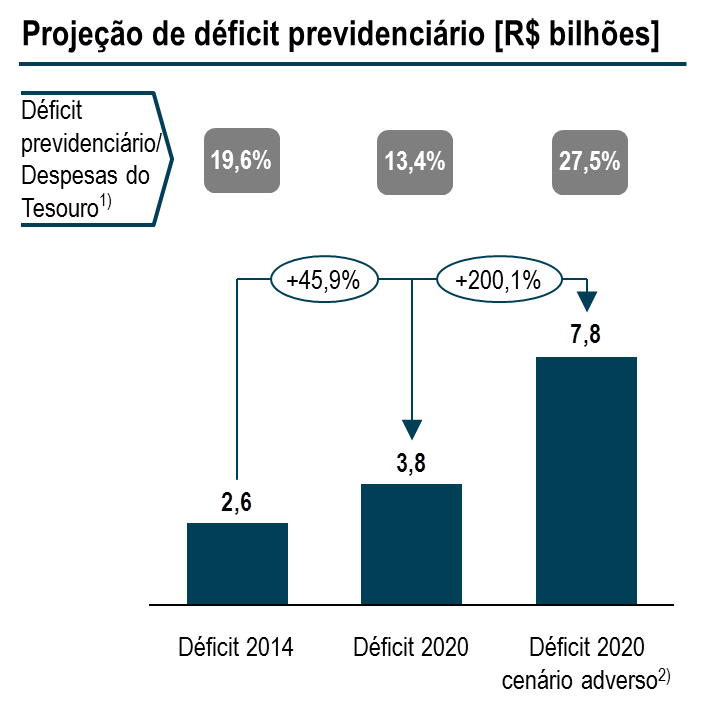 Projeção de déficit previdenciário [R$ bilhões]
Déficit
previdenciário/
Despesas do
Tesouro1)
19,6%
13,4%
27,5%
+45,9%
+200,1%
7,8
3,8
2,6
Déficit 2014
Déficit 2020
Déficit 2020
cenário adverso2)